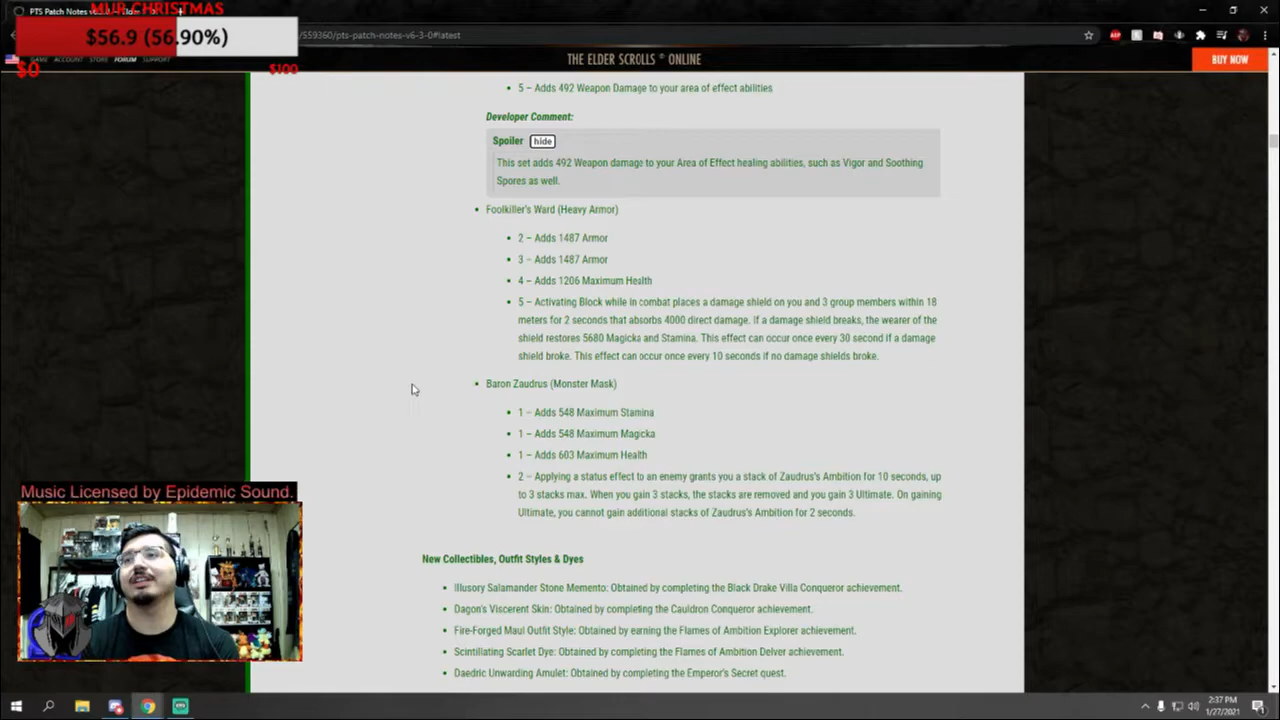 MUR CHRISTMAS
PTS Patch Notes
$56.9 (56.90%)
559360/pts-patch-notes-v6-3-0#latest
GAME ACCOUNT STORE FORUM SUPPORT
THE ELDER SCROLLS® ONLINE
BUY NOW
$0
$100
• 5 – Adds 492 Weapon Damage to your area of effect abilities
Developer Comment:
Spoiler hide
This set adds 492 Weapon damage to your Area of Effect healing abilities, such as Vigor and Soothing
Spores as well.
• Foolkiller's Ward (Heavy Armor)
• 2 – Adds 1487 Armor
• 3 – Adds 1487 Armor
• 4 – Adds 1206 Maximum Health
• 5 – Activating Block while in combat places a damage shield on you and 3 group members within 18
meters for 2 seconds that absorbs 4000 direct damage. If a damage shield breaks, the wearer of the
shield restores 5680 Magicka and Stamina. This effect can occur once every 30 second if a damage
shield broke. This effect can occur once every 10 seconds if no damage shields broke.
• Baron Zaudrus (Monster Mask)
• 1 – Adds 548 Maximum Stamina
• 1 – Adds 548 Maximum Magicka
• 1 – Adds 603 Maximum Health
• 2 – Applying a status effect to an enemy grants you a stack of Zaudrus's Ambition for 10 seconds, up
to 3 stacks max. When you gain 3 stacks, the stacks are removed and you gain 3 Ultimate. On gaining
Ultimate, you cannot gain additional stacks of Zaudrus's Ambition for 2 seconds.
Music Licensed by Epidemic Sound.
New Collectibles, Outfit Styles & Dyes
• Illusory Salamander Stone Memento: Obtained by completing the Black Drake Villa Conqueror achievement.
• Dagon's Viscerent Skin: Obtained by completing the Cauldron Conqueror achievement.
• Fire-Forged Maul Outfit Style: Obtained by earning the Flames of Ambition Explorer achievement.
• Scintillating Scarlet Dye: Obtained by completing the Flames of Ambition Delver achievement.
• Daedric Unwarding Amulet: Obtained by completing the Emperor's Secret quest.
2:37 PM
1/27/2021